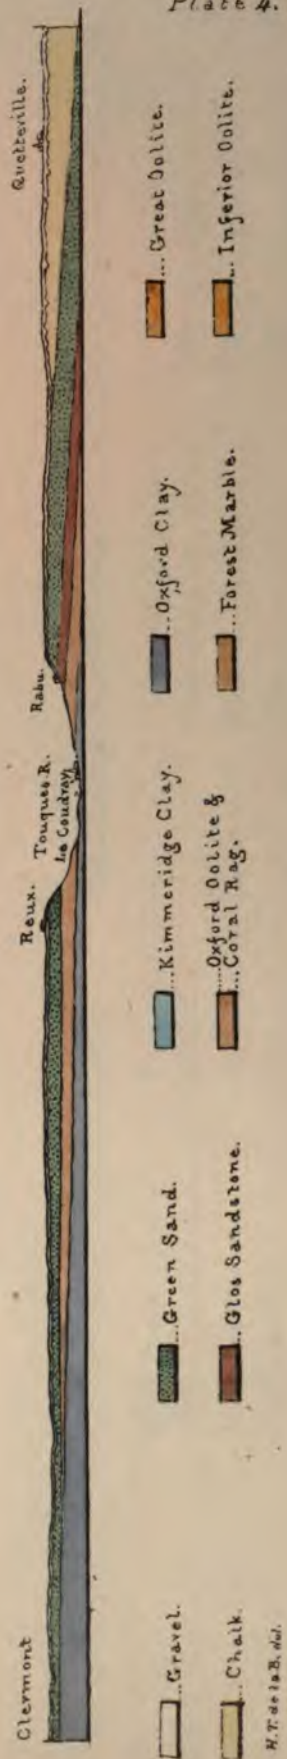 Plate 4.
Clermont
Roux.
Touques R.
Le Coudray
Rabu.
Quetteville.
Gravel.
Green Sand.
Kimmeridge Clay.
Oxford Clay.
Great Oolite.
Chalk.
Glos Sandstone.
Oxford Oolite &
Coral Rag.
Forest Marble.
Inferior Oolite.
H.T. de la B. del.